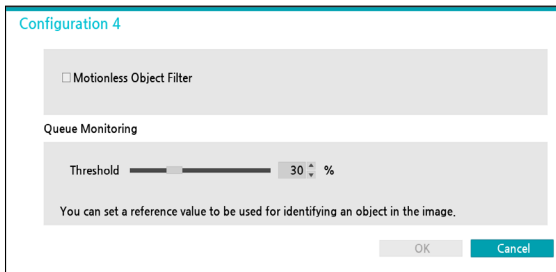 Configuration 4
Motionless Object Filter
Queue Monitoring
Threshold 30 %
You can set a reference value to be used for identifying an object in the image.
OK Cancel